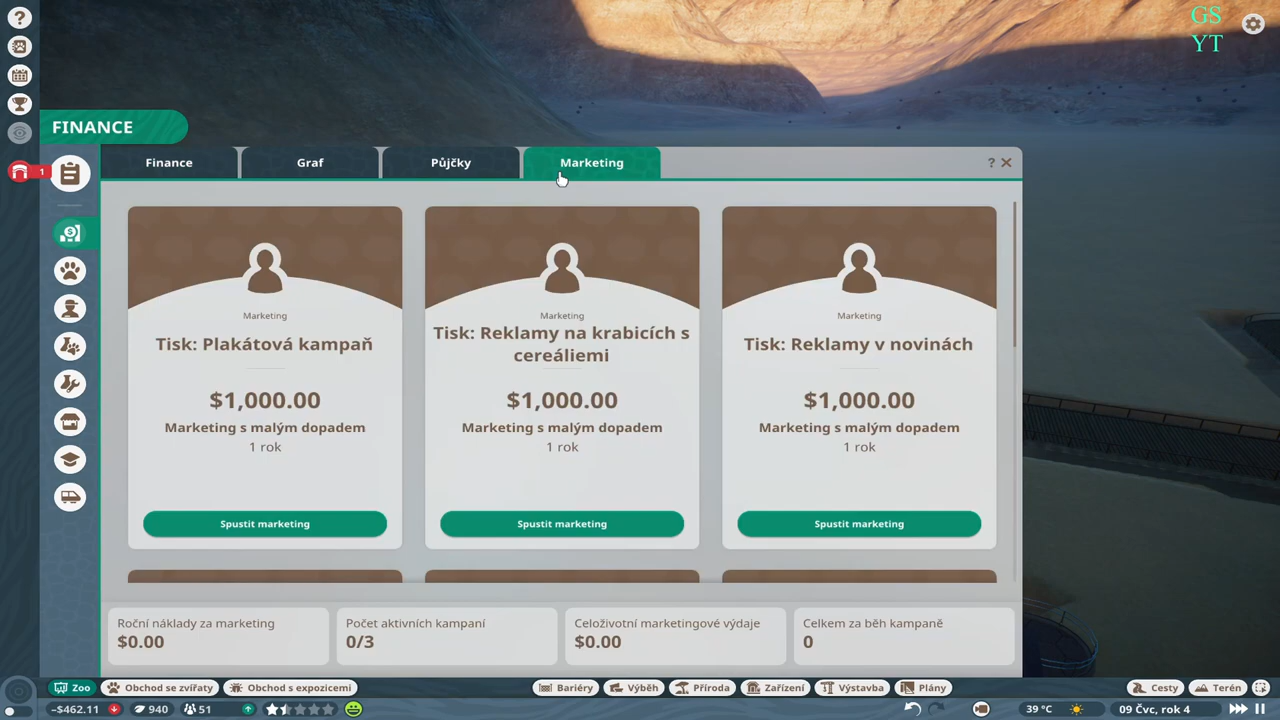 GS
YT
FINANCE
Finance
Graf
Půjčky
Marketing
?
1
Marketing
Tisk: Plakátová kampaň
$1,000.00
Marketing s malým dopadem
1 rok
Spustit marketing
Marketing
Tisk: Reklamy na krabicích s
cereáliemi
$1,000.00
Marketing s malým dopadem
1 rok
Spustit marketing
Marketing
Tisk: Reklamy v novinách
$1,000.00
Marketing s malým dopadem
1 rok
Spustit marketing
Roční náklady za marketing
$0.00
Počet aktivních kampaní
0/3
Celoživotní marketingové výdaje
$0.00
Celkem za běh kampaně
0
Zoo
Obchod se zvířaty
Obchod s expozicemi
Bariéry
Výběh
Příroda
Zařízení
Výstavba
Plány
Cesty
Terén
-$462.11
940
51
39 °C
09 Čvc, rok 4